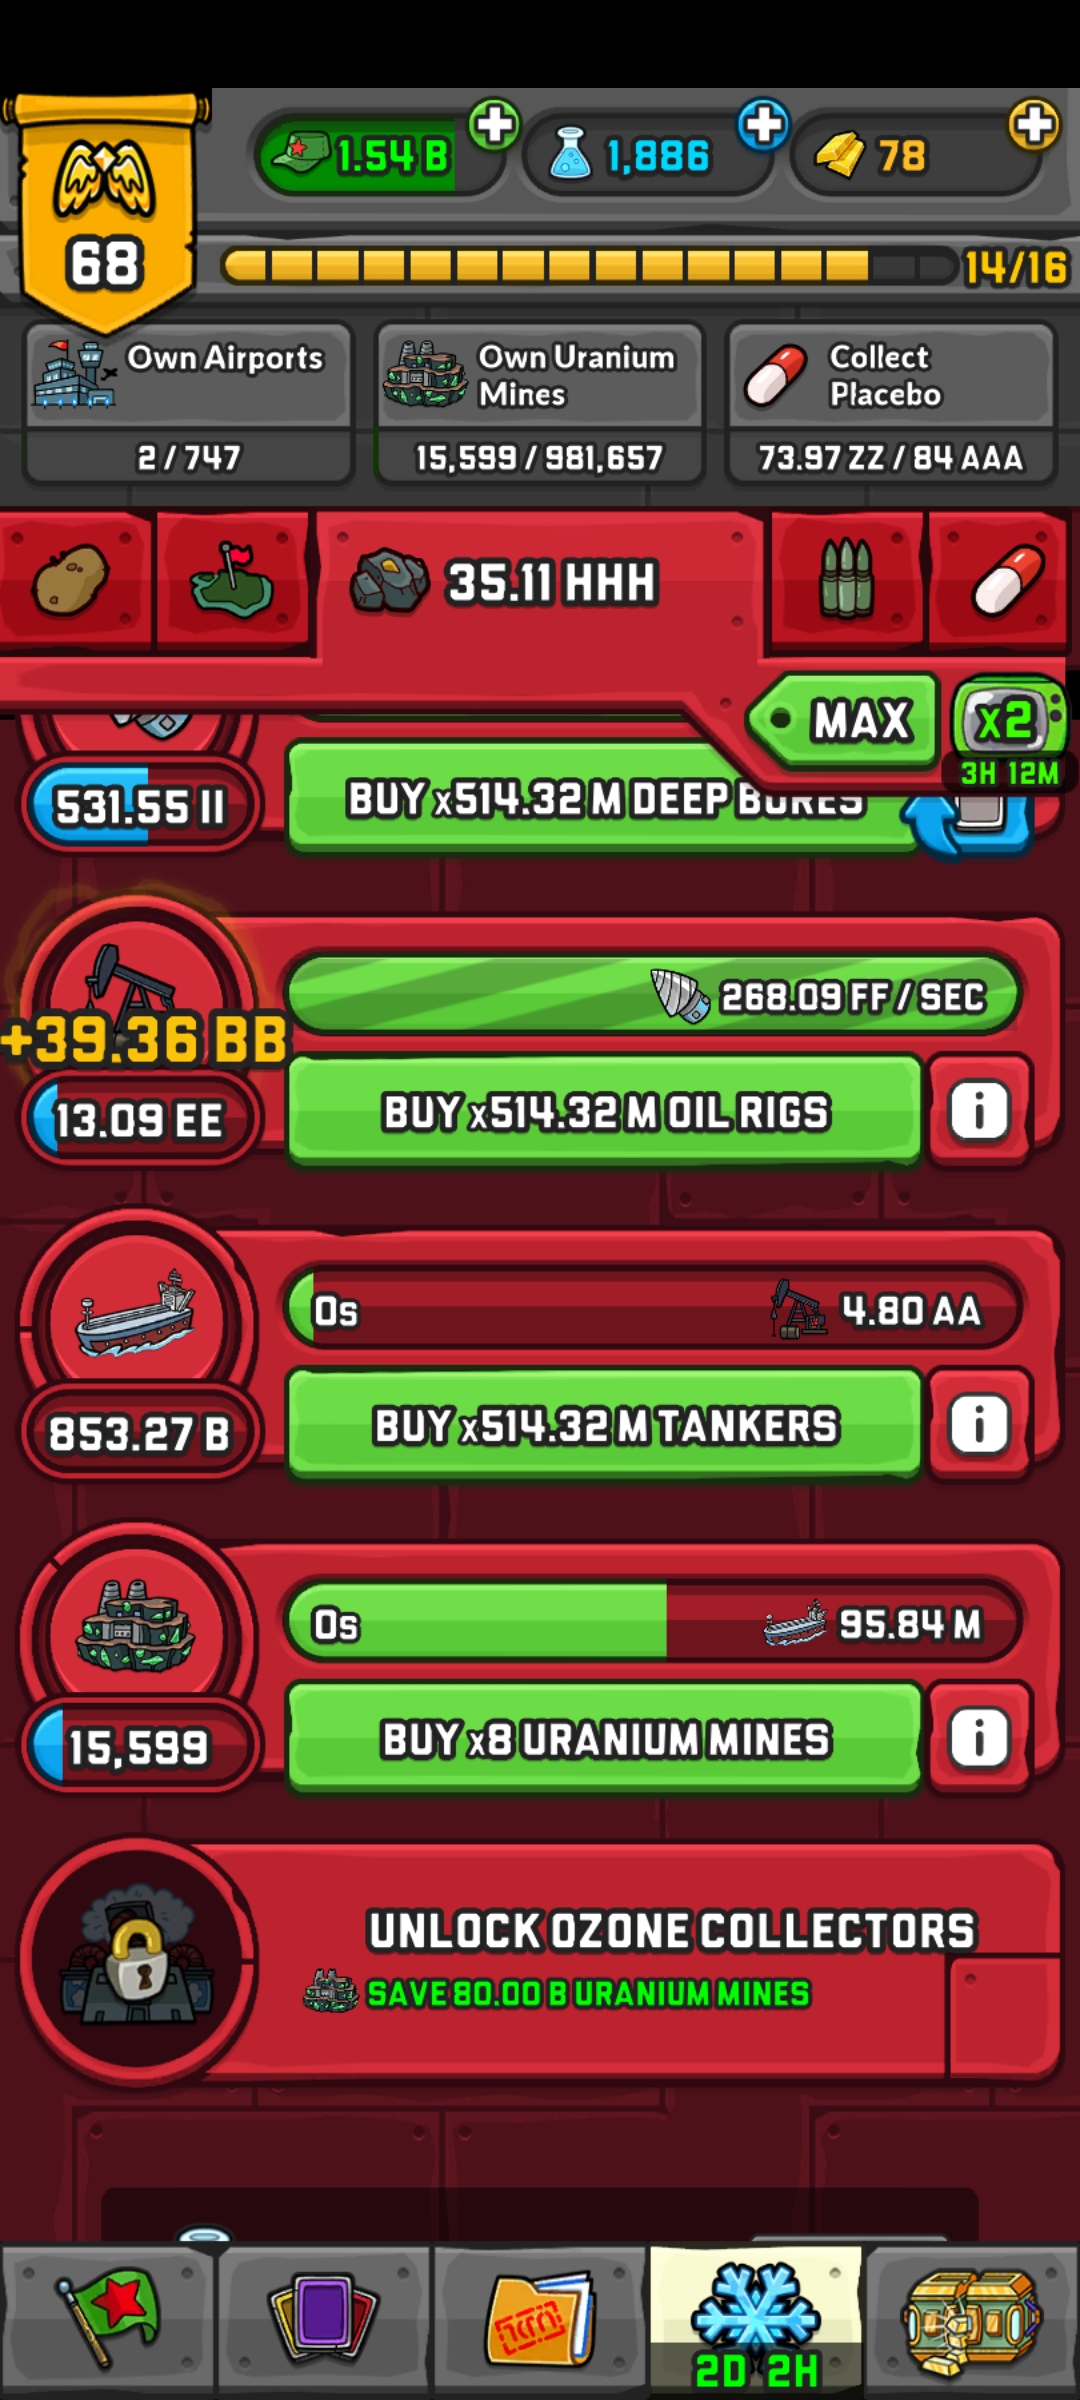 1.54 B
1,886
78
68
14/16
Own Airports
2/747
Own Uranium
Mines
15,599/981,657
Collect
Placebo
73.97 ZZ/84 AAA
35.11 HHH
MAX
x2
3H 12M
531.55 II
BUY x514.32 M DEEP BORES
268.09 FF/SEC
+39.36 BB
13.09 EE
BUY x514.32 M OIL RIGS
i
0s
4.80 AA
853.27 B
BUY x514.32 M TANKERS
i
0s
95.84 M
15,599
BUY x8 URANIUM MINES
i
UNLOCK OZONE COLLECTORS
SAVE 80.00 B URANIUM MINES
2D 2H